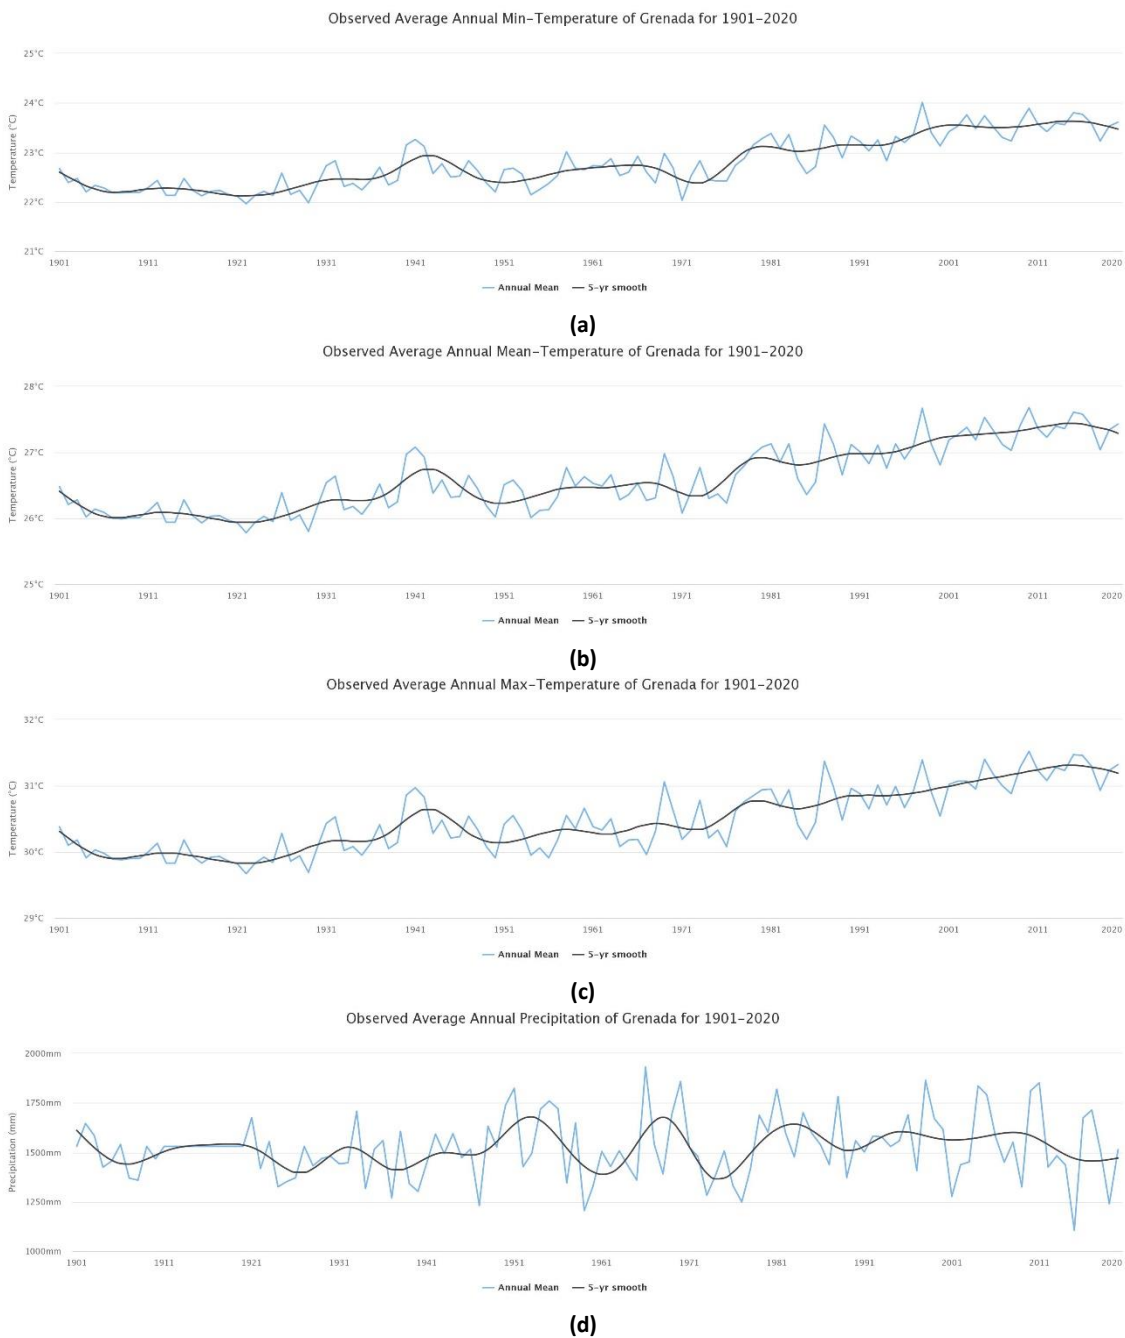 Observed Average Annual Min-Temperature of Grenada for 1901-2020
25°C
24°C
23°C
22°C
21°C
Temperature (°C)
1901 1911 1921 1931 1941 1951 1961 1971 1981 1991 2001 2011 2020
Annual Mean 5-yr smooth
(a)
Observed Average Annual Mean-Temperature of Grenada for 1901-2020
28°C
27°C
26°C
25°C
Temperature (°C)
1901 1911 1921 1931 1941 1951 1961 1971 1981 1991 2001 2011 2020
Annual Mean 5-yr smooth
(b)
Observed Average Annual Max-Temperature of Grenada for 1901-2020
32°C
31°C
30°C
29°C
Temperature (°C)
1901 1911 1921 1931 1941 1951 1961 1971 1981 1991 2001 2011 2020
Annual Mean 5-yr smooth
(c)
Observed Average Annual Precipitation of Grenada for 1901-2020
2000mm
1750mm
1500mm
1250mm
1000mm
Precipitation (mm)
1901 1911 1921 1931 1941 1951 1961 1971 1981 1991 2001 2011 2020
Annual Mean 5-yr smooth
(d)